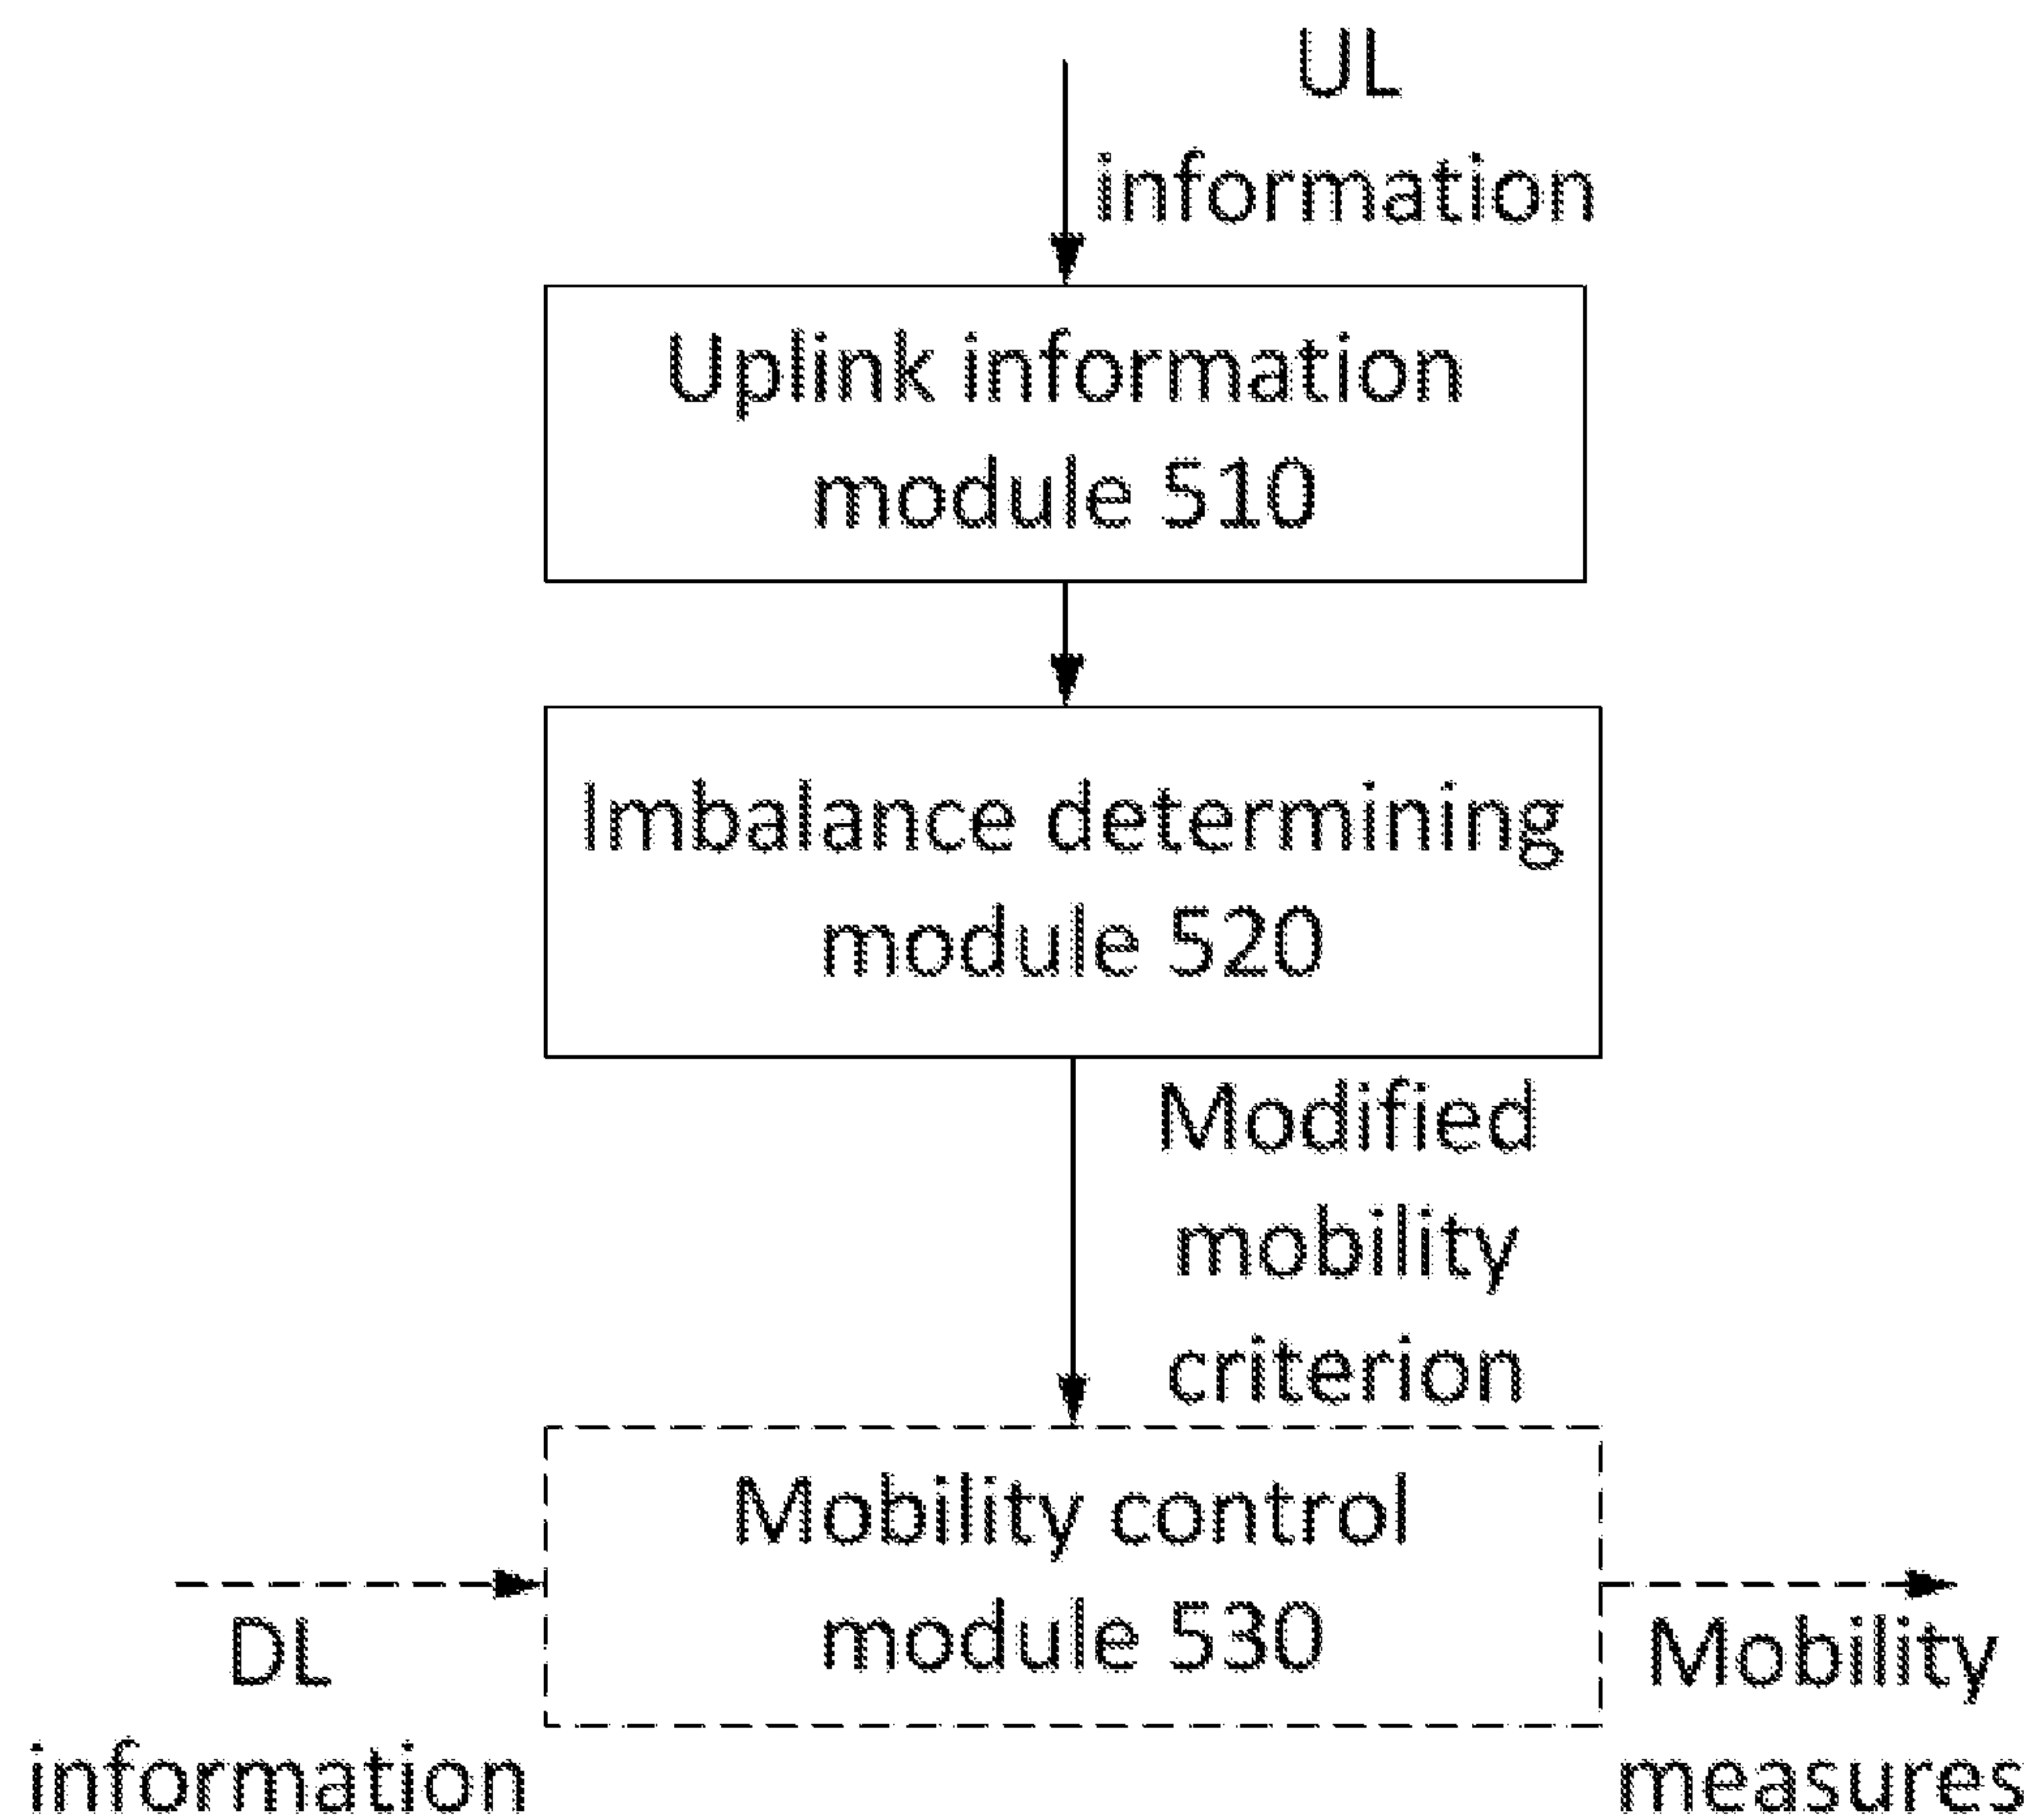 UL
information
Uplink information
module 510
Imbalance determining
module 520
Modified
mobility
criterion
Mobility control
module 530
DL
information
Mobility
measures